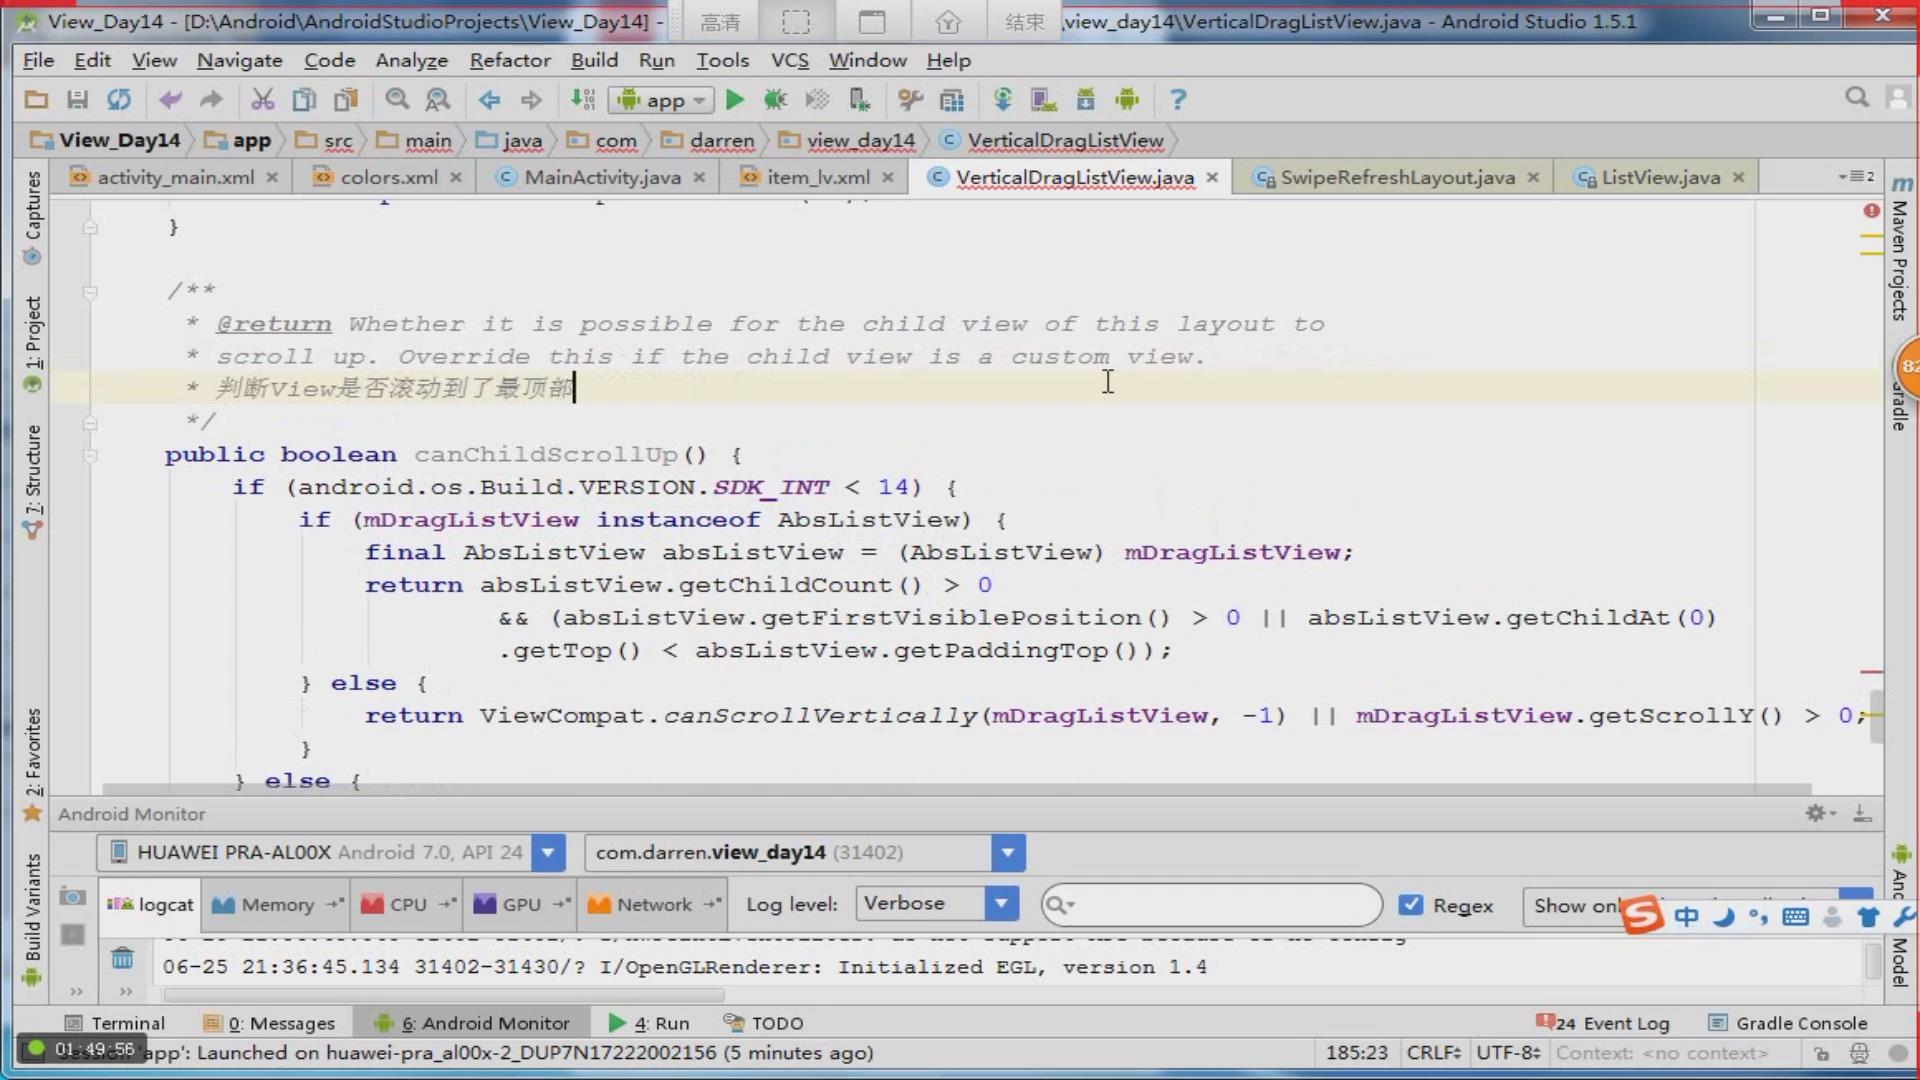 View_Day14 - [D:\Android\AndroidStudioProjects\View_Day14] -
高清
结束
\view_day14\VerticalDragListView.java - Android Studio 1.5.1
File Edit View Navigate Code Analyze Refactor Build Run Tools VCS Window Help
app
View_Day14 app src main java com darren view_day14 VerticalDragListView
activity_main.xml colors.xml MainActivity.java item_lv.xml VerticalDragListView.java SwipeRefreshLayout.java ListView.java
2
Captures
1: Project
7: Structure
2: Favorites
Build Variants
Maven Projects
82
Model
}
/**
* @return Whether it is possible for the child view of this layout to
* scroll up. Override this if the child view is a custom view.
* 判断View是否滚动到了最顶部
*/
public boolean canChildScrollUp() {
if (android.os.Build.VERSION.SDK_INT < 14) {
if (mDragListView instanceof AbsListView) {
final AbsListView absListView = (AbsListView) mDragListView;
return absListView.getChildCount() > 0
&& (absListView.getFirstVisiblePosition() > 0 || absListView.getChildAt(0)
.getTop() < absListView.getPaddingTop());
} else {
return ViewCompat.canScrollVertically(mDragListView, -1) || mDragListView.getScrollY() > 0;
}
} else {
Android Monitor
HUAWEI PRA-AL00X Android 7.0, API 24
com.darren.view_day14 (31402)
logcat Memory CPU GPU Network Log level: Verbose Regex Show onl
中
06-25 21:36:45.134 31402-31430/? I/OpenGLRenderer: Initialized EGL, version 1.4
Terminal 0: Messages 6: Android Monitor 4: Run TODO 24 Event Log Gradle Console
01:49:56
'app': Launched on huawei-pra_al00x-2_DUP7N17222002156 (5 minutes ago)
185:23 CRLF UTF-8 Context: <no context>